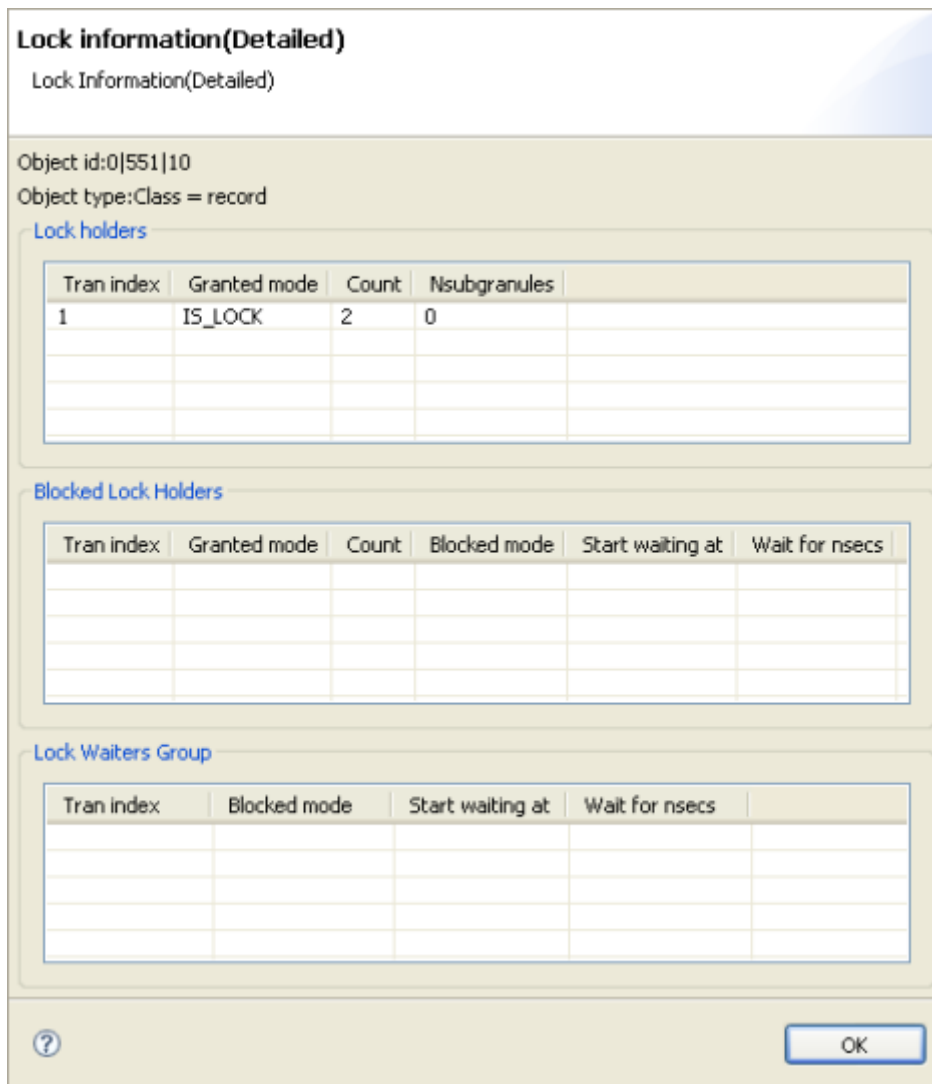 Lock information(Detailed)
Lock Information(Detailed)
Object id:0|551|10
Object type:Class = record
Lock holders
Tran index Granted mode Count Nsubgranules
1 IS_LOCK 2 0
Blocked Lock Holders
Tran index Granted mode Count Blocked mode Start waiting at Wait for nsecs
Lock Waiters Group
Tran index Blocked mode Start waiting at Wait for nsecs
?
OK